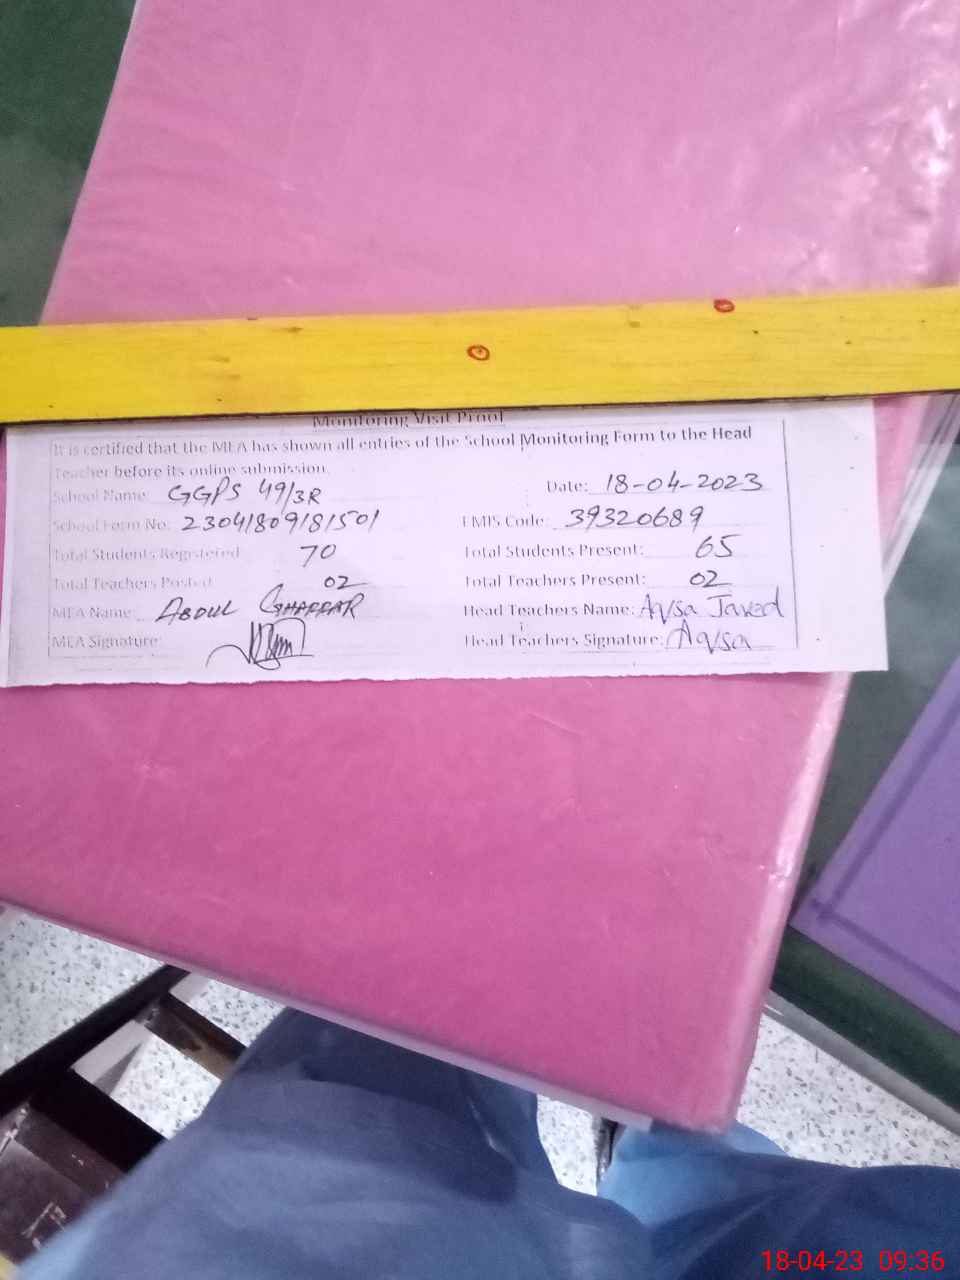 Monitoring Visit Proof
It is certified that the MEA has shown all entries of the School Monitoring Form to the Head
Teacher before its online submission.
School Name: GGPS 49/3R Date: 18-04-2023
School Form No: 23041809181501 EMIS Code: 39320689
Total Students Registered: 70 Total Students Present: 65
Total Teachers Posted: 02 Total Teachers Present: 02
MEA Name: ABDUL GHAFFAR Head Teachers Name: Aqsa Javed
MEA Signature: Head Teachers Signature: Aqsa
18-04-23 09:36